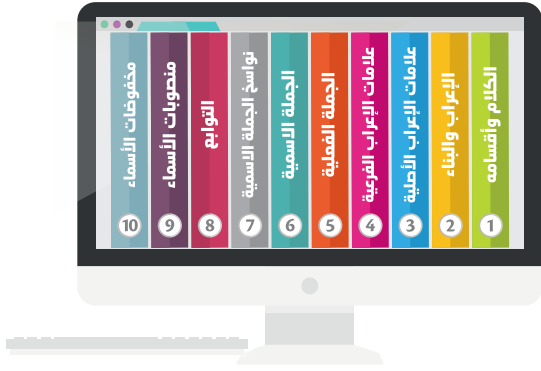 الكلام وأقسامه
1
الإعراب والبناء
2
علامات الإعراب الأصلية
3
علامات الإعراب الفرعية
4
الجملة الفعلية
5
الجملة الاسمية
6
نواسخ الجملة الاسمية
7
التوابع
8
منصوبات الأسماء
9
مخفوضات الأسماء
10